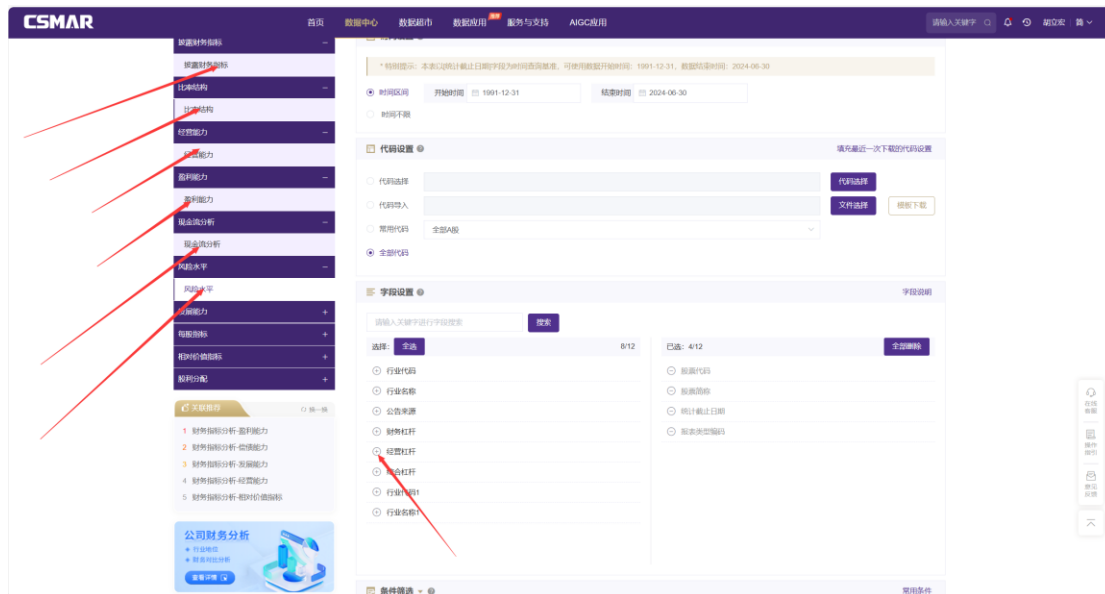 CSMAR
首页 数据中心 数据超市 数据应用 服务与支持 AIGC应用 请输入关键字 胡立宏 简
披露财务指标 −
披露财务指标
比率结构 −
比率结构
经营能力 −
经营能力
盈利能力 −
盈利能力
现金流分析 −
现金流分析
风险水平 −
风险水平
发展能力 +
每股指标 +
相对价值指标 +
股利分配 +
关联推荐 换一换
1 财务指标分析-盈利能力
2 财务指标分析-偿债能力
3 财务指标分析-发展能力
4 财务指标分析-经营能力
5 财务指标分析-相对价值指标
公司财务分析
行业地位
财务对比分析
查看详情
*特别提示：本表以[统计截止日期]字段为时间查询基准，可使用数据开始时间：1991-12-31，数据结束时间：2024-06-30
时间区间 开始时间 1991-12-31 结束时间 2024-06-30
时间不限
代码设置 填充最近一次下载的代码设置
代码选择 代码选择
代码导入 文件选择 模板下载
常用代码 全部A股
全部代码
字段设置 字段说明
请输入关键字进行字段搜索 搜索
选择： 全选 8/12 已选：4/12 全部删除
行业代码 股票代码
行业名称 股票简称
公告来源 统计截止日期
财务杠杆 报表类型编码
经营杠杆
综合杠杆
行业代码1
行业名称1
条件筛选 常用条件
在线
客服
操作
指引
意见
反馈